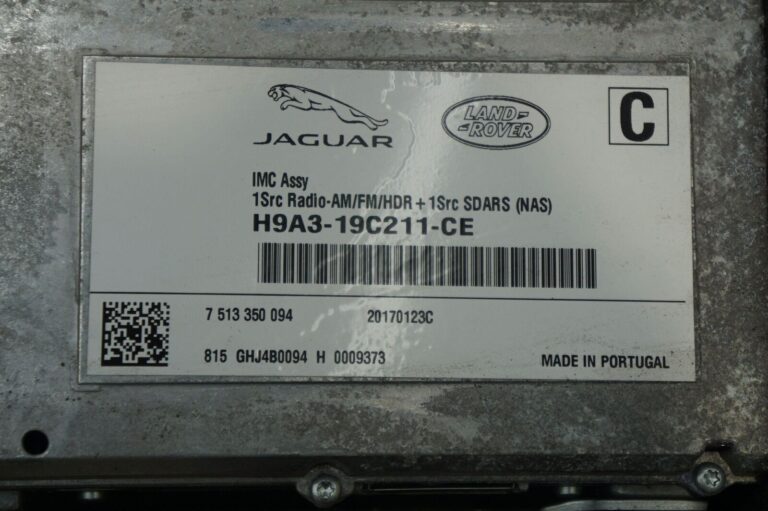 JAGUAR
LAND ROVER
C
IMC Assy
1Src Radio-AM/FM/HDR + 1Src SDARS (NAS)
H9A3-19C211-CE
7 513 350 094 20170123C
815 GHJ4B0094 H 0009373 MADE IN PORTUGAL